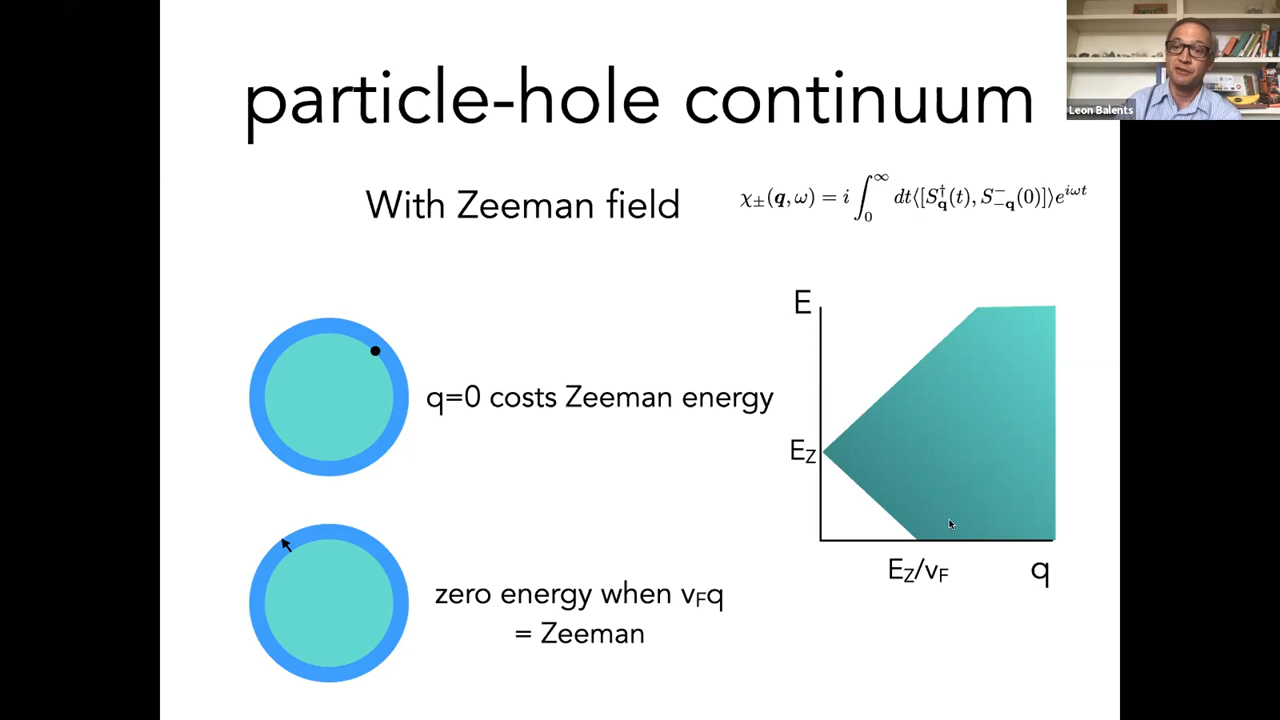 particle-hole continuum
Leon Balents
With Zeeman field
χ±(q, ω) = i ∫₀^∞ dt⟨[S_q^†(t), S_−q^−(0)]⟩e^{iωt}
E
q=0 costs Zeeman energy
E_Z
E_Z/v_F
q
zero energy when v_Fq
= Zeeman